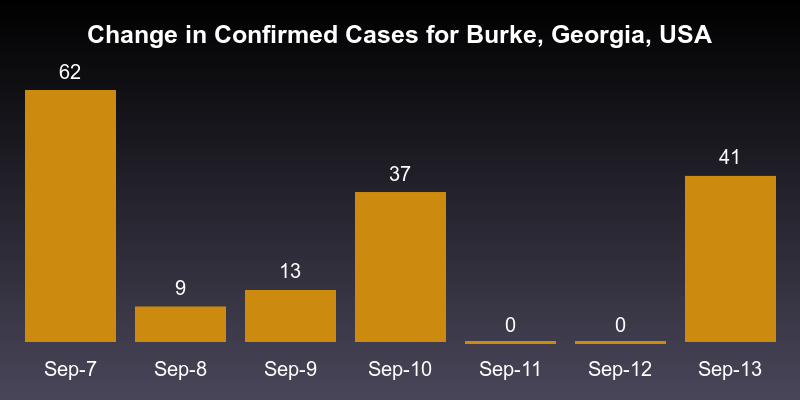 Change in Confirmed Cases for Burke, Georgia, USA
62
9
13
37
0
0
41
Sep-7
Sep-8
Sep-9
Sep-10
Sep-11
Sep-12
Sep-13